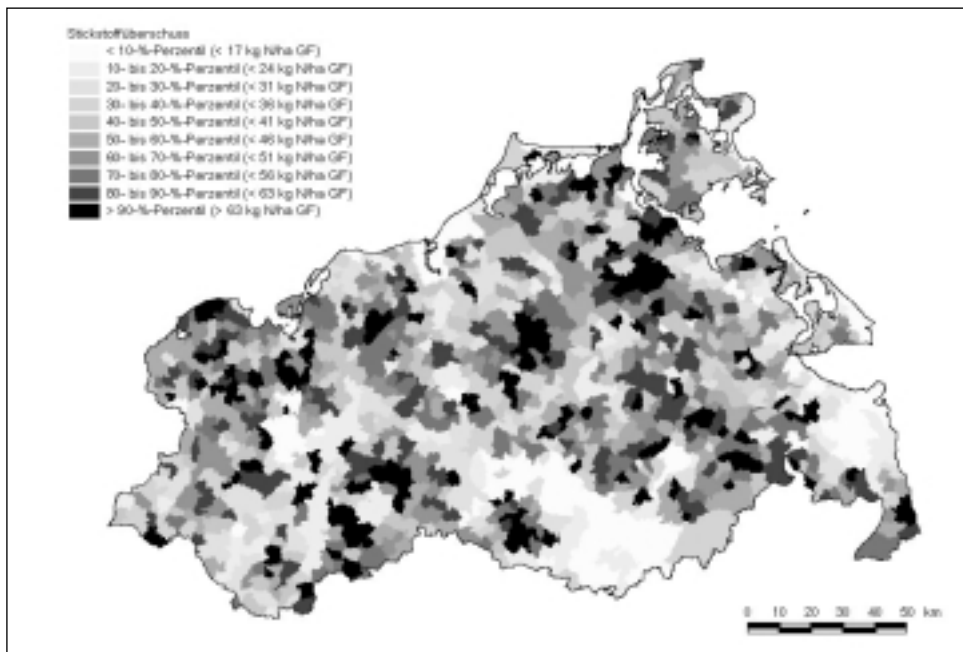 Stickstoffüberschuss
< 10-%-Perzentil (< 17 kg N/ha GF)
10- bis 20-%-Perzentil (< 24 kg N/ha GF)
20- bis 30-%-Perzentil (< 31 kg N/ha GF)
30- bis 40-%-Perzentil (< 36 kg N/ha GF)
40- bis 50-%-Perzentil (< 41 kg N/ha GF)
50- bis 60-%-Perzentil (< 46 kg N/ha GF)
60- bis 70-%-Perzentil (< 51 kg N/ha GF)
70- bis 80-%-Perzentil (< 56 kg N/ha GF)
80- bis 90-%-Perzentil (< 63 kg N/ha GF)
> 90-%-Perzentil (> 63 kg N/ha GF)
0 10 20 30 40 50 km